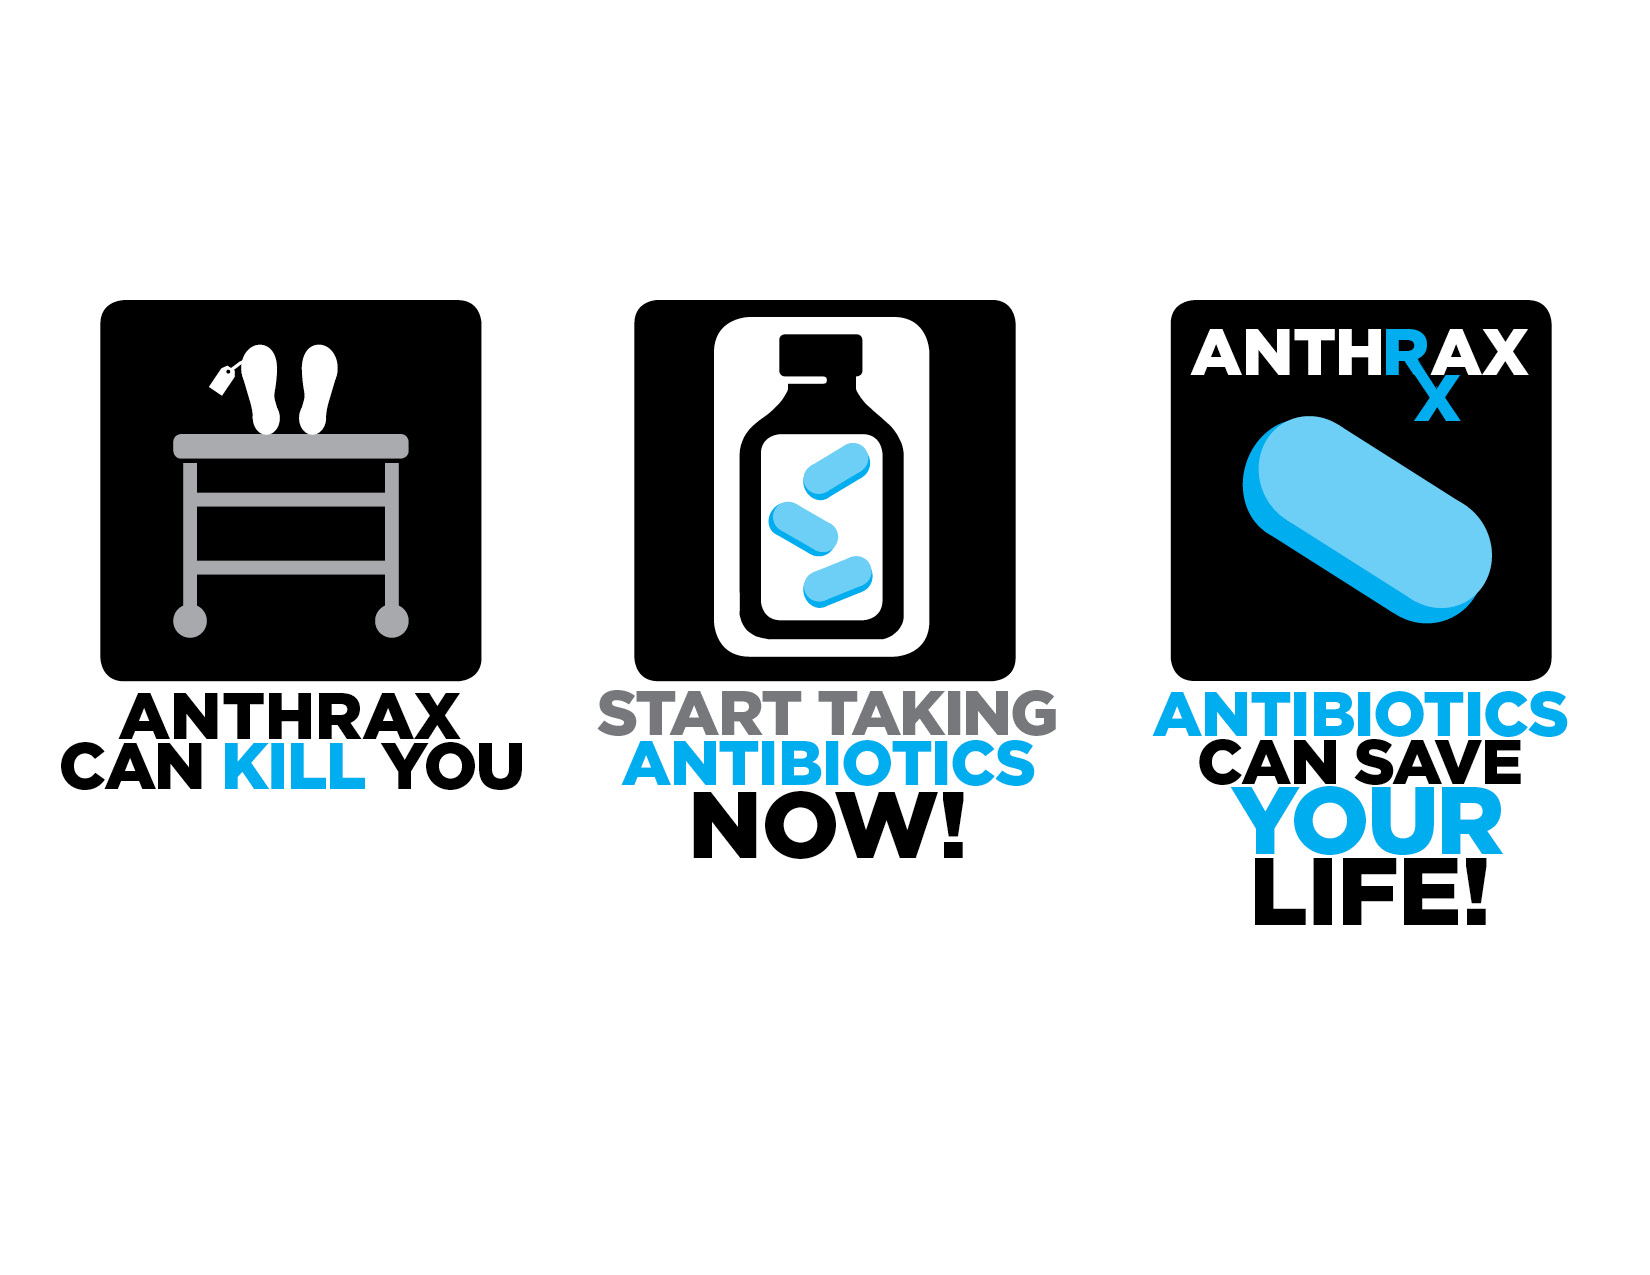 ANTHRAX
CAN KILL YOU
START TAKING
ANTIBIOTICS
NOW!
ANTHRAX
X
ANTIBIOTICS
CAN SAVE
YOUR
LIFE!